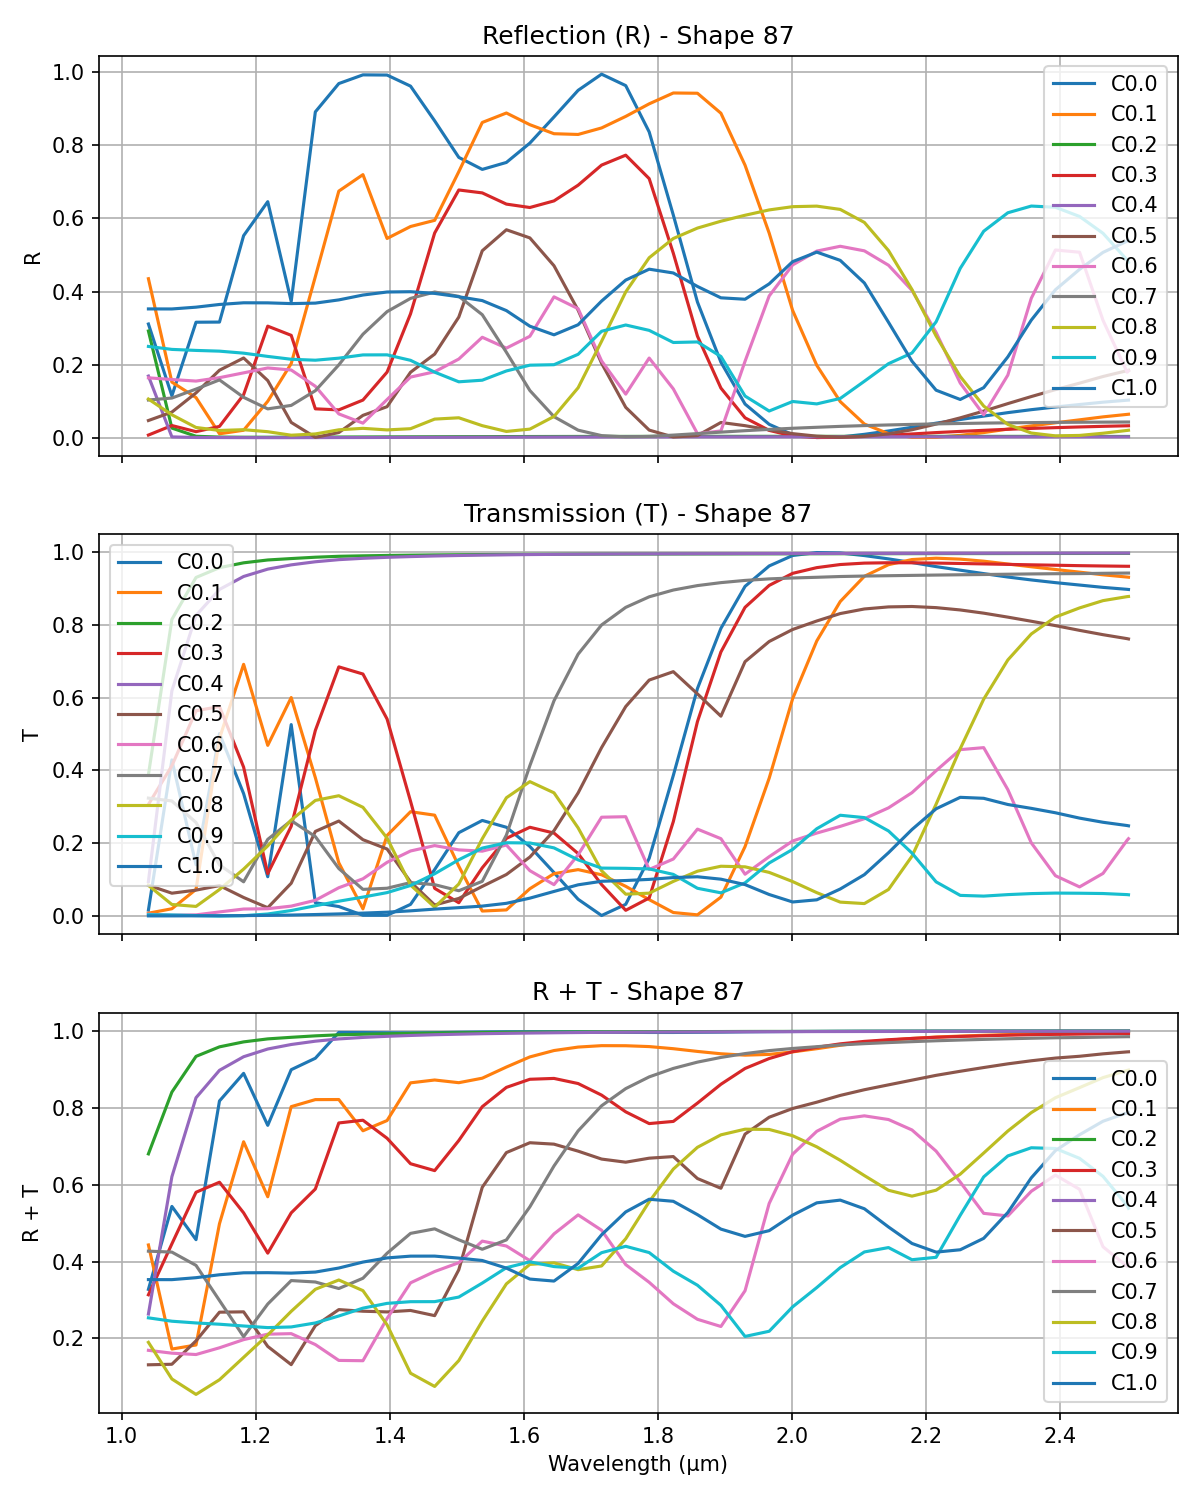 Reflection (R) - Shape 87
1.0
0.8
0.6
0.4
0.2
0.0
R
C0.0
C0.1
C0.2
C0.3
C0.4
C0.5
C0.6
C0.7
C0.8
C0.9
C1.0
Transmission (T) - Shape 87
1.0
0.8
0.6
0.4
0.2
0.0
T
C0.0
C0.1
C0.2
C0.3
C0.4
C0.5
C0.6
C0.7
C0.8
C0.9
C1.0
R + T - Shape 87
1.0
0.8
0.6
0.4
0.2
R + T
C0.0
C0.1
C0.2
C0.3
C0.4
C0.5
C0.6
C0.7
C0.8
C0.9
C1.0
1.0 1.2 1.4 1.6 1.8 2.0 2.2 2.4
Wavelength (μm)